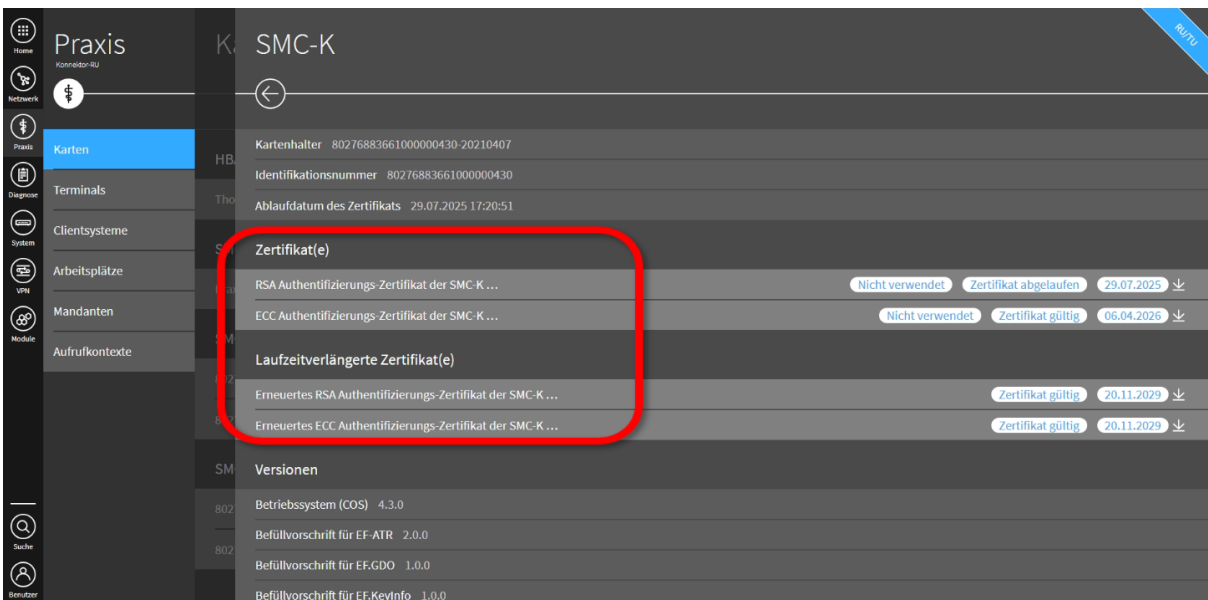 Home
Netzwerk
Praxis
Diagnose
System
VPN
Module
Suche
Benutzer
Praxis
Konnektor-RU
Karten
Terminals
Clientsysteme
Arbeitsplätze
Mandanten
Aufrufkontexte
SMC-K
RU/TU
Kartenhalter 80276883661000000430-20210407
Identifikationsnummer 80276883661000000430
Ablaufdatum des Zertifikats 29.07.2025 17:20:51
Zertifikat(e)
RSA Authentifizierungs-Zertifikat der SMC-K ... Nicht verwendet Zertifikat abgelaufen 29.07.2025
ECC Authentifizierungs-Zertifikat der SMC-K ... Nicht verwendet Zertifikat gültig 06.04.2026
Laufzeitverlängerte Zertifikat(e)
Erneuertes RSA Authentifizierungs-Zertifikat der SMC-K ... Zertifikat gültig 20.11.2029
Erneuertes ECC Authentifizierungs-Zertifikat der SMC-K ... Zertifikat gültig 20.11.2029
Versionen
Betriebssystem (COS) 4.3.0
Befüllvorschrift für EF-ATR 2.0.0
Befüllvorschrift für EF.GDO 1.0.0
Befüllvorschrift für EF.KeyInfo 1.0.0